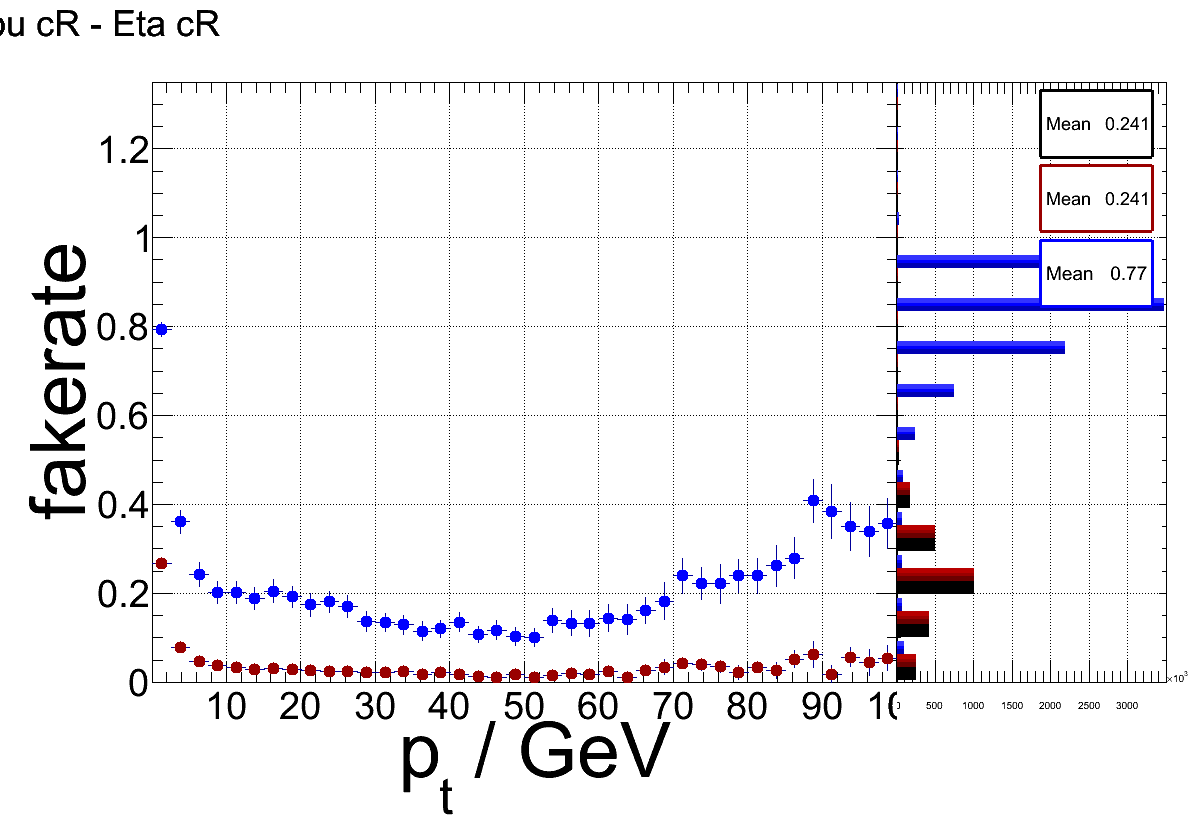 cR - Eta cR
Mean 0.241
Mean 0.241
Mean 0.77
fakerate
1.2
1
0.8
0.6
0.4
0.2
0
10 20 30 40 50 60 70 80 90
500 1000 1500 2000 2500 3000
×10³
pt / GeV